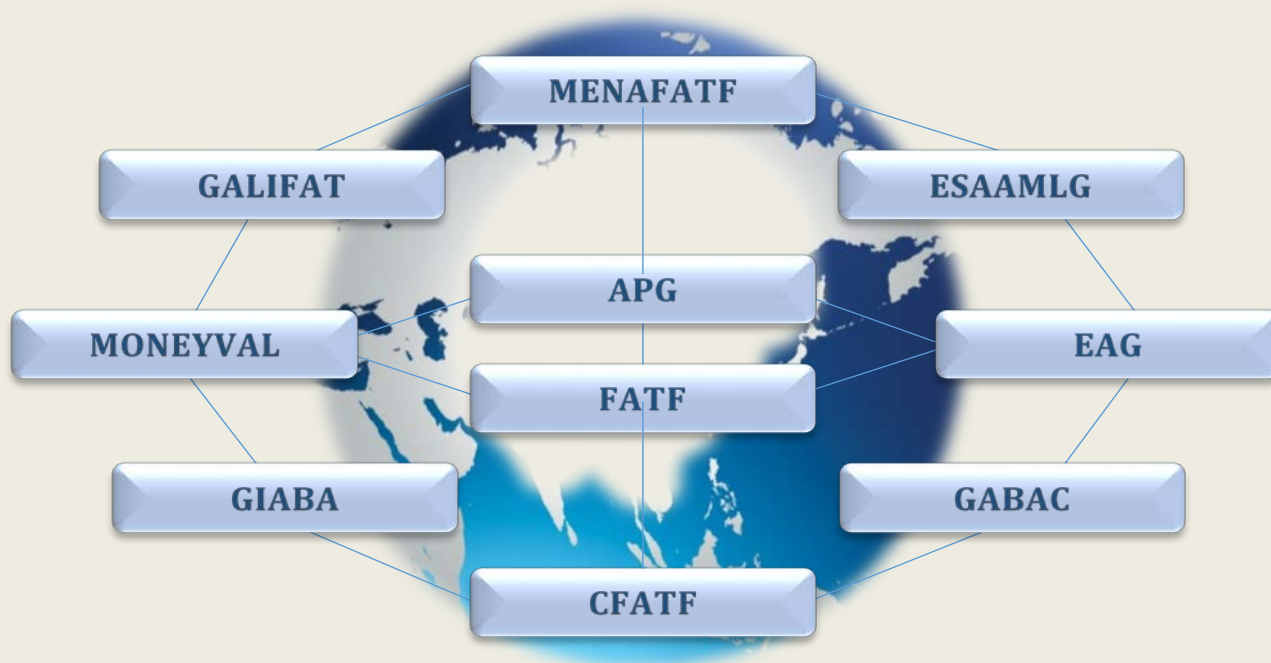 MENAFATF
GALIFAT
ESAAMLG
APG
MONEYVAL
EAG
FATF
GIABA
GABAC
CFATF